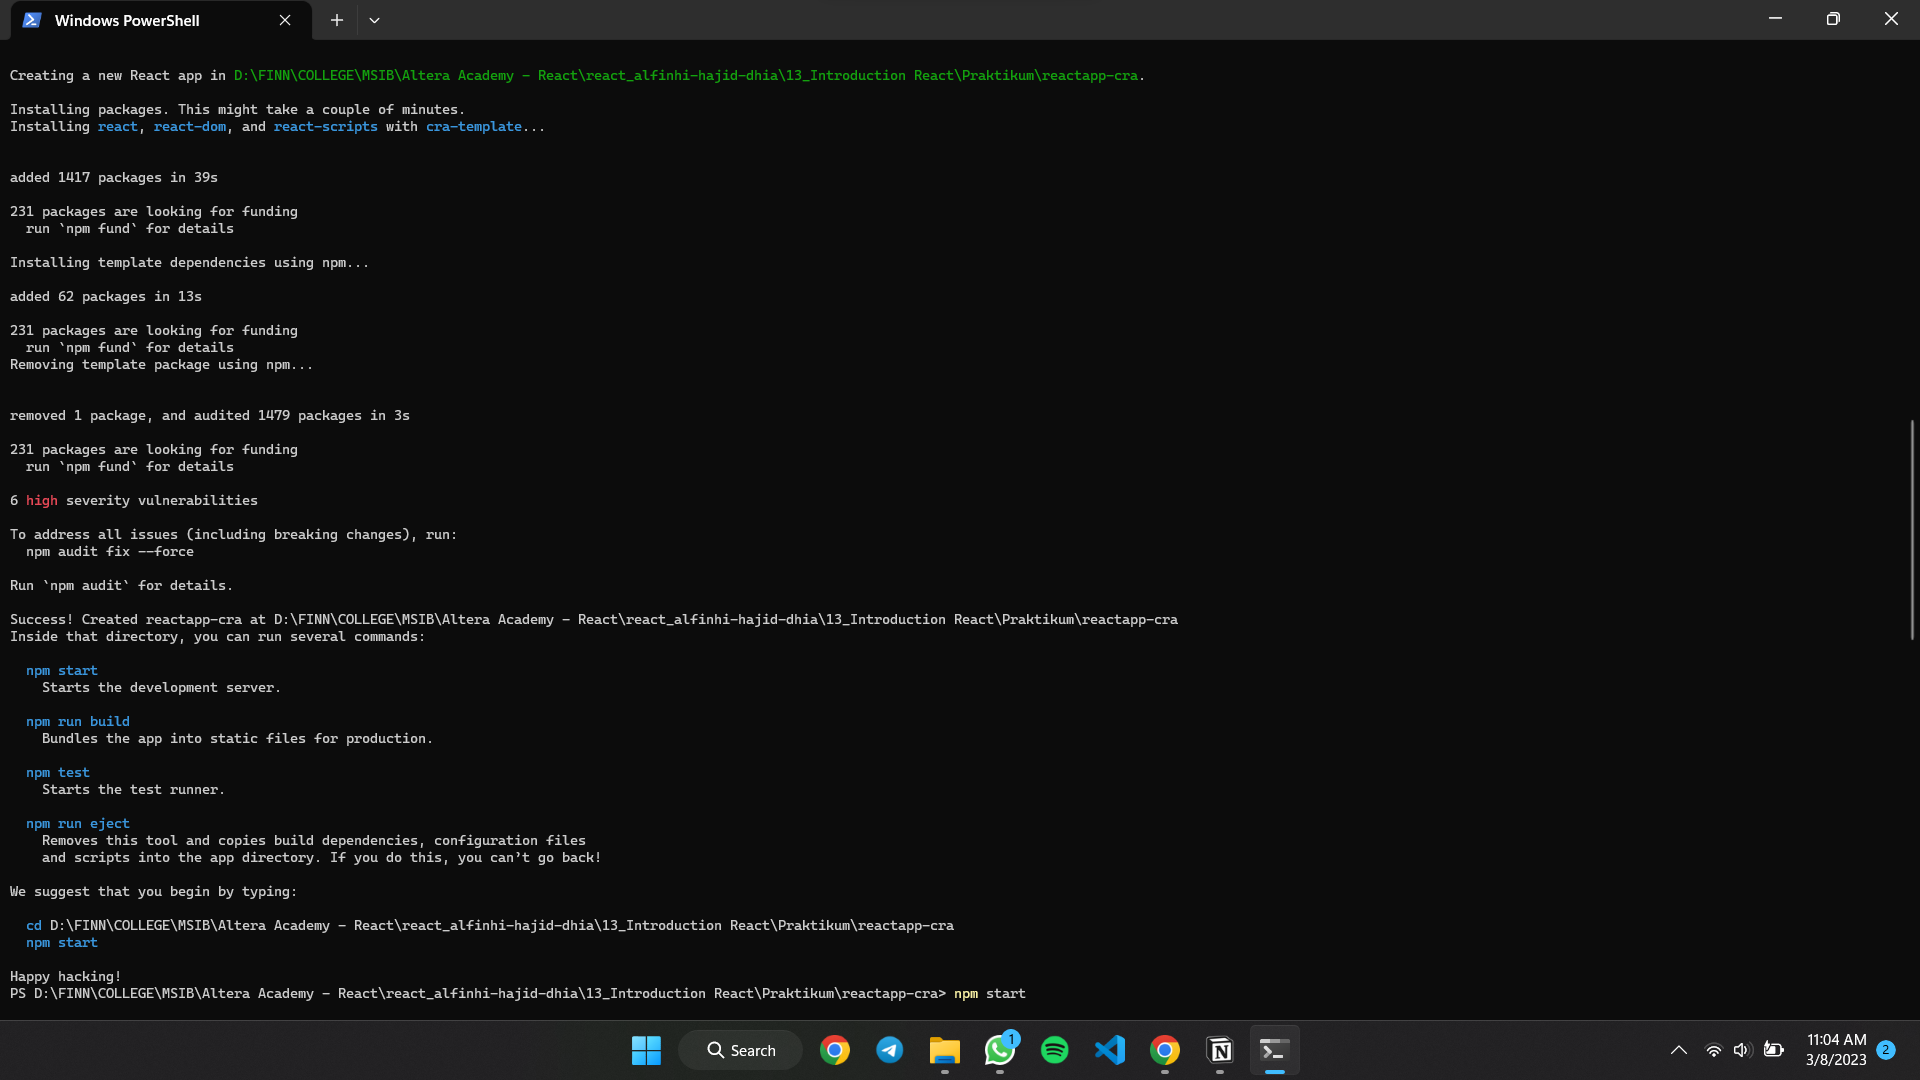 Windows PowerShell
Creating a new React app in D:\FINN\COLLEGE\MSIB\Altera Academy - React\react_alfinhi-hajid-dhia\13_Introduction React\Praktikum\reactapp-cra.
Installing packages. This might take a couple of minutes.
Installing react, react-dom, and react-scripts with cra-template...
added 1417 packages in 39s
231 packages are looking for funding
  run `npm fund` for details
Installing template dependencies using npm...
added 62 packages in 13s
231 packages are looking for funding
  run `npm fund` for details
Removing template package using npm...
removed 1 package, and audited 1479 packages in 3s
231 packages are looking for funding
  run `npm fund` for details
6 high severity vulnerabilities
To address all issues (including breaking changes), run:
  npm audit fix --force
Run `npm audit` for details.
Success! Created reactapp-cra at D:\FINN\COLLEGE\MSIB\Altera Academy - React\react_alfinhi-hajid-dhia\13_Introduction React\Praktikum\reactapp-cra
Inside that directory, you can run several commands:
  npm start
    Starts the development server.
  npm run build
    Bundles the app into static files for production.
  npm test
    Starts the test runner.
  npm run eject
    Removes this tool and copies build dependencies, configuration files
    and scripts into the app directory. If you do this, you can’t go back!
We suggest that you begin by typing:
  cd D:\FINN\COLLEGE\MSIB\Altera Academy - React\react_alfinhi-hajid-dhia\13_Introduction React\Praktikum\reactapp-cra
  npm start
Happy hacking!
PS D:\FINN\COLLEGE\MSIB\Altera Academy - React\react_alfinhi-hajid-dhia\13_Introduction React\Praktikum\reactapp-cra> npm start
Search
1
11:04 AM
3/8/2023
2